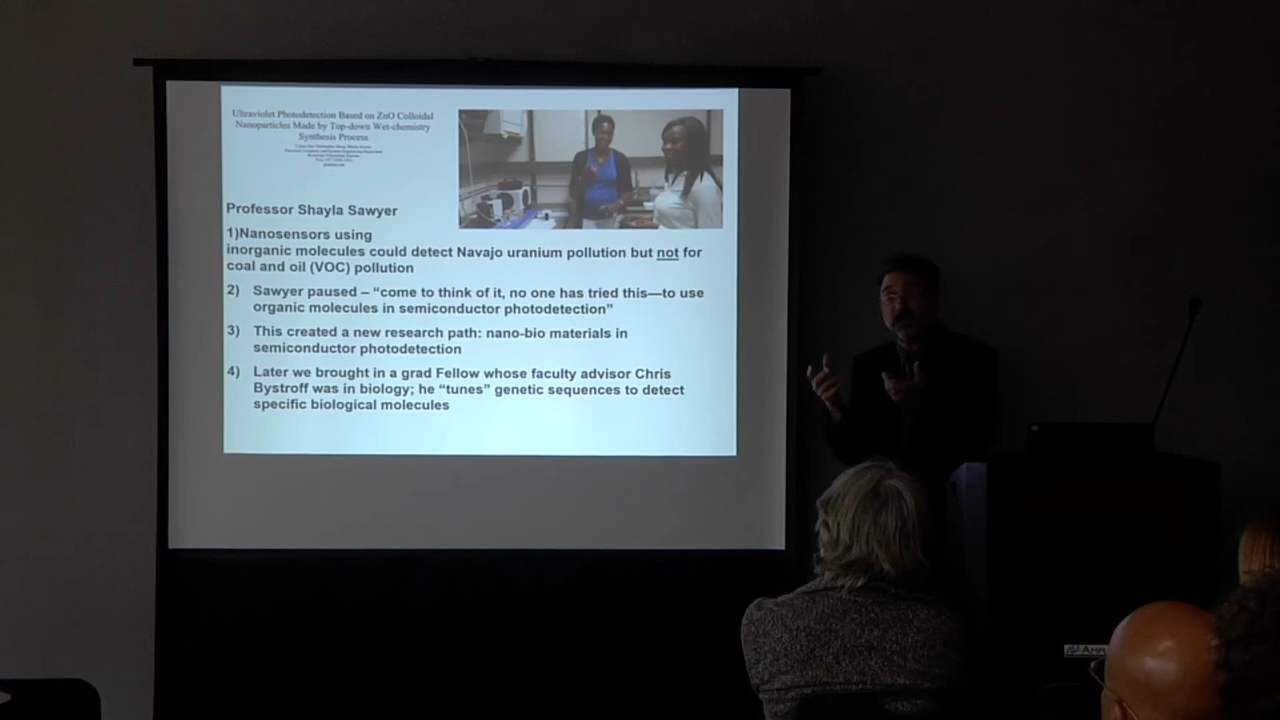 Ultraviolet Photodetection Based on ZnO Colloidal
Nanoparticles Made by Top-down Wet-chemistry
Synthesis Process
Professor Shayla Sawyer
1)Nanosensors using
inorganic molecules could detect Navajo uranium pollution but not for
coal and oil (VOC) pollution
2) Sawyer paused – “come to think of it, no one has tried this—to use
organic molecules in semiconductor photodetection”
3) This created a new research path: nano-bio materials in
semiconductor photodetection
4) Later we brought in a grad Fellow whose faculty advisor Chris
Bystroff was in biology; he “tunes” genetic sequences to detect
specific biological molecules